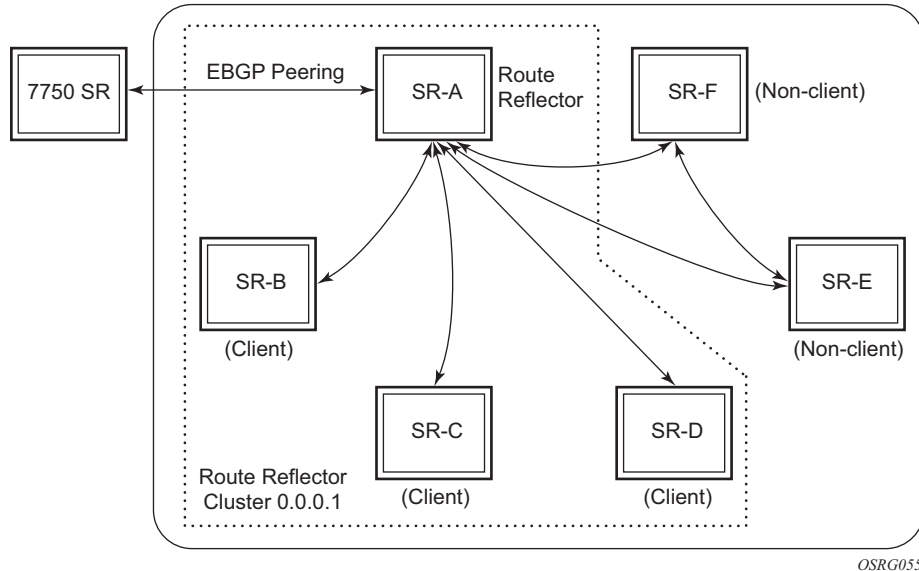 EBGP Peering
7750 SR
SR-A
Route
Reflector
SR-F
(Non-client)
SR-B
(Client)
SR-E
(Non-client)
SR-C
(Client)
SR-D
(Client)
Route Reflector
Cluster 0.0.0.1